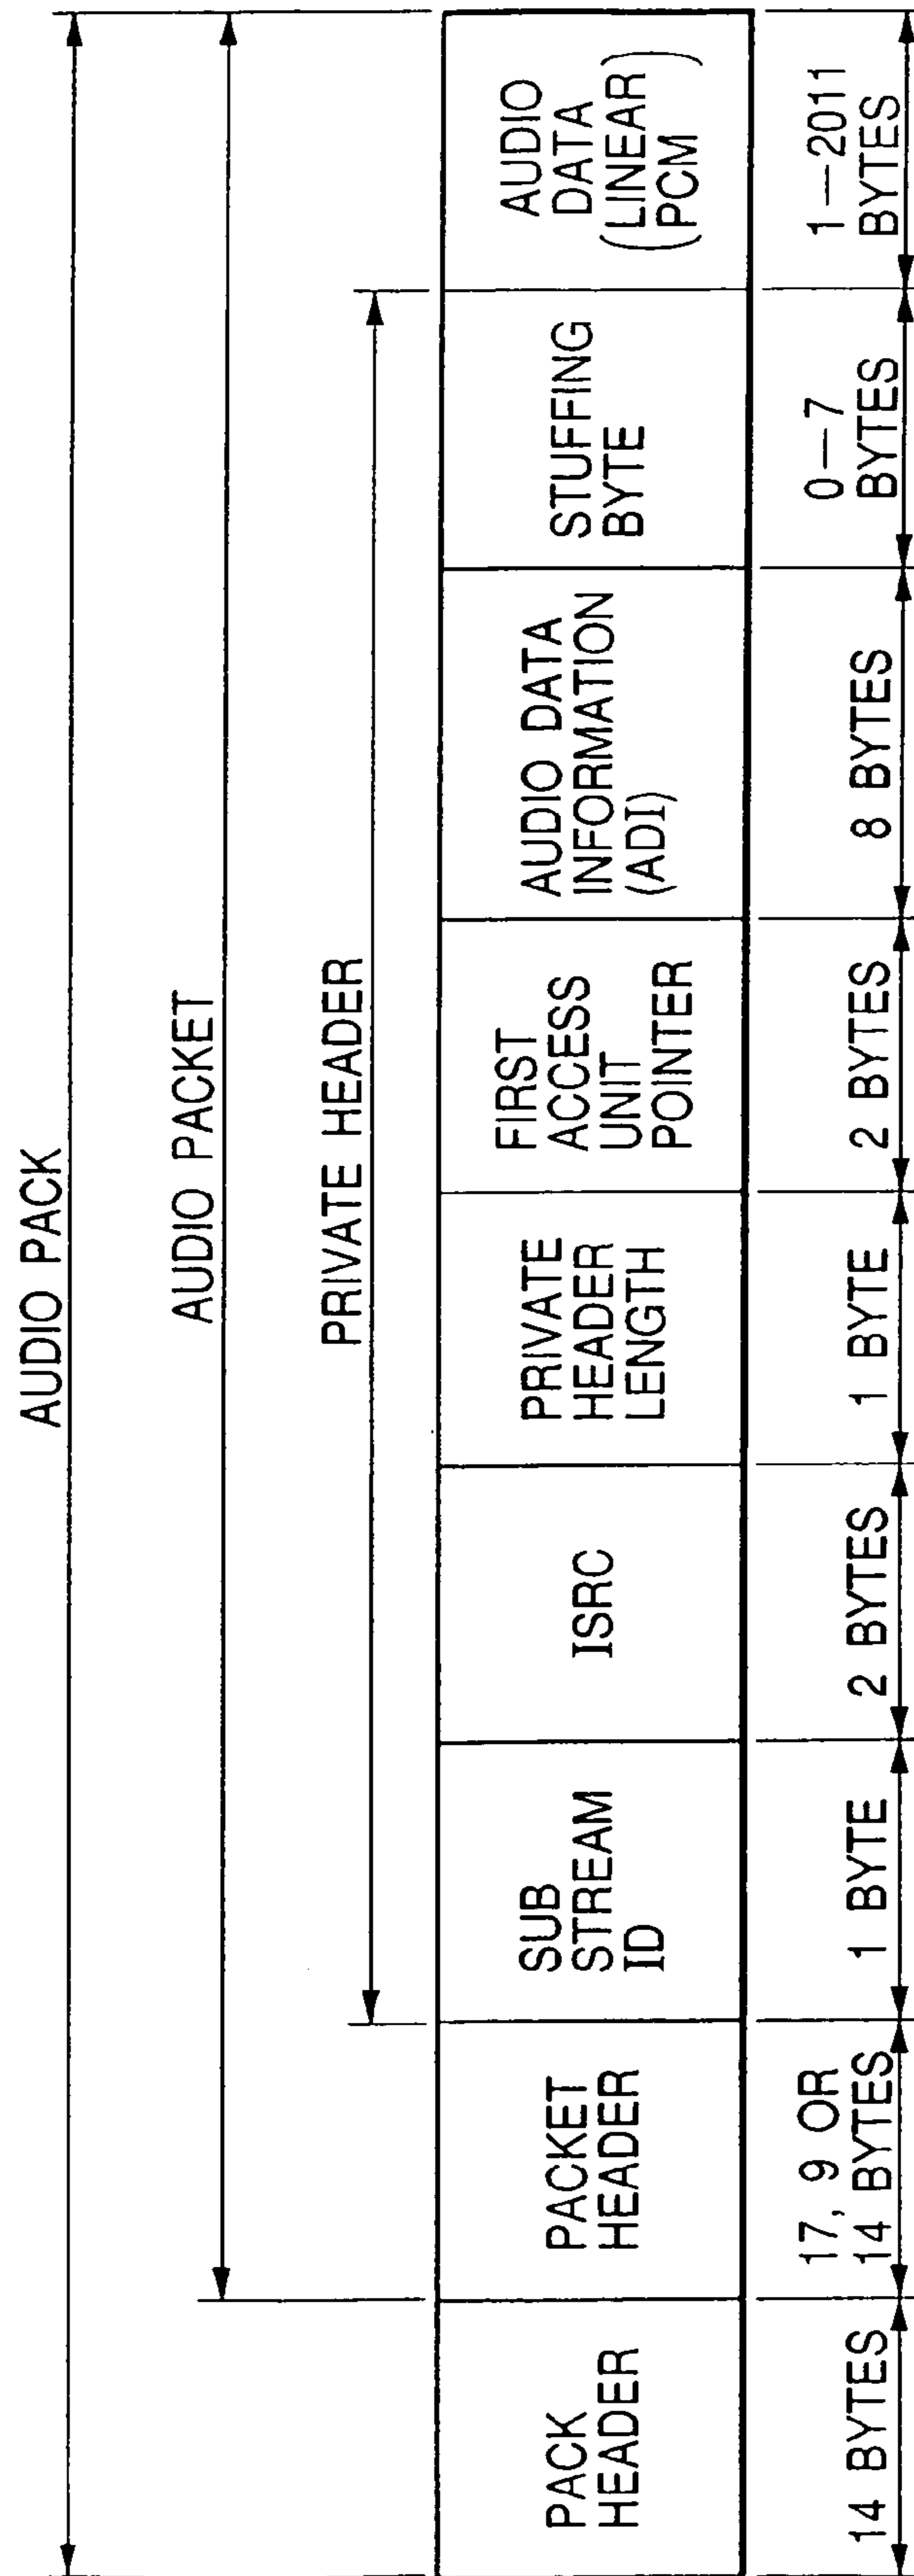 AUDIO PACK
AUDIO PACKET
PRIVATE HEADER
PACK
HEADER
PACKET
HEADER
SUB
STREAM
ID
ISRC
PRIVATE
HEADER
LENGTH
FIRST
ACCESS
UNIT
POINTER
AUDIO DATA
INFORMATION
(ADI)
STUFFING
BYTE
AUDIO
DATA
(LINEAR
PCM)
14 BYTES
17, 9 OR
14 BYTES
1 BYTE
2 BYTES
1 BYTE
2 BYTES
8 BYTES
0—7
BYTES
1—2011
BYTES